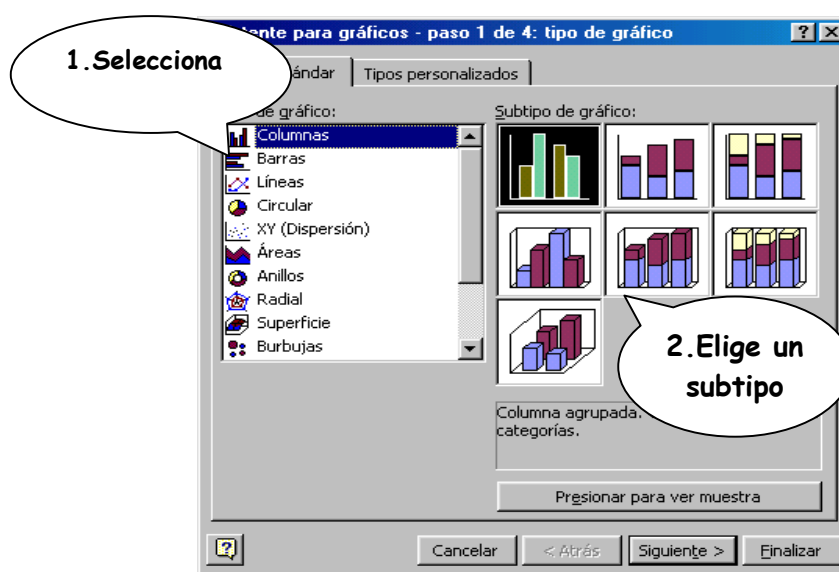 tente para gráficos - paso 1 de 4: tipo de gráfico
1.Selecciona
ándar
Tipos personalizados
de gráfico:
Subtipo de gráfico:
Columnas
Barras
Líneas
Circular
XY (Dispersión)
Áreas
Anillos
Radial
Superficie
Burbujas
2.Elige un
subtipo
Columna agrupada.
categorías.
Presionar para ver muestra
Cancelar
< Atrás
Siguiente >
Finalizar